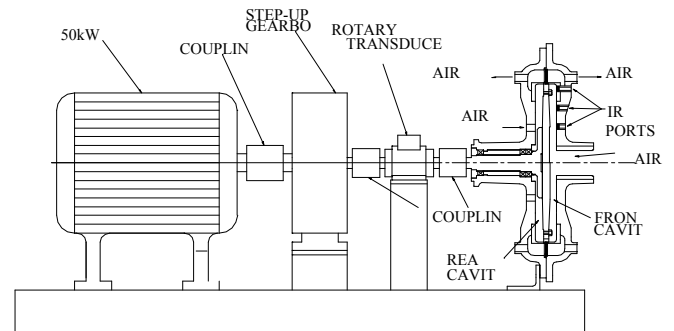 STEP-UP
GEARBO
ROTARY
TRANSDUCE
50kW
COUPLIN
AIR
AIR
AIR
IR
PORTS
AIR
COUPLIN
FRON
CAVIT
REA
CAVIT